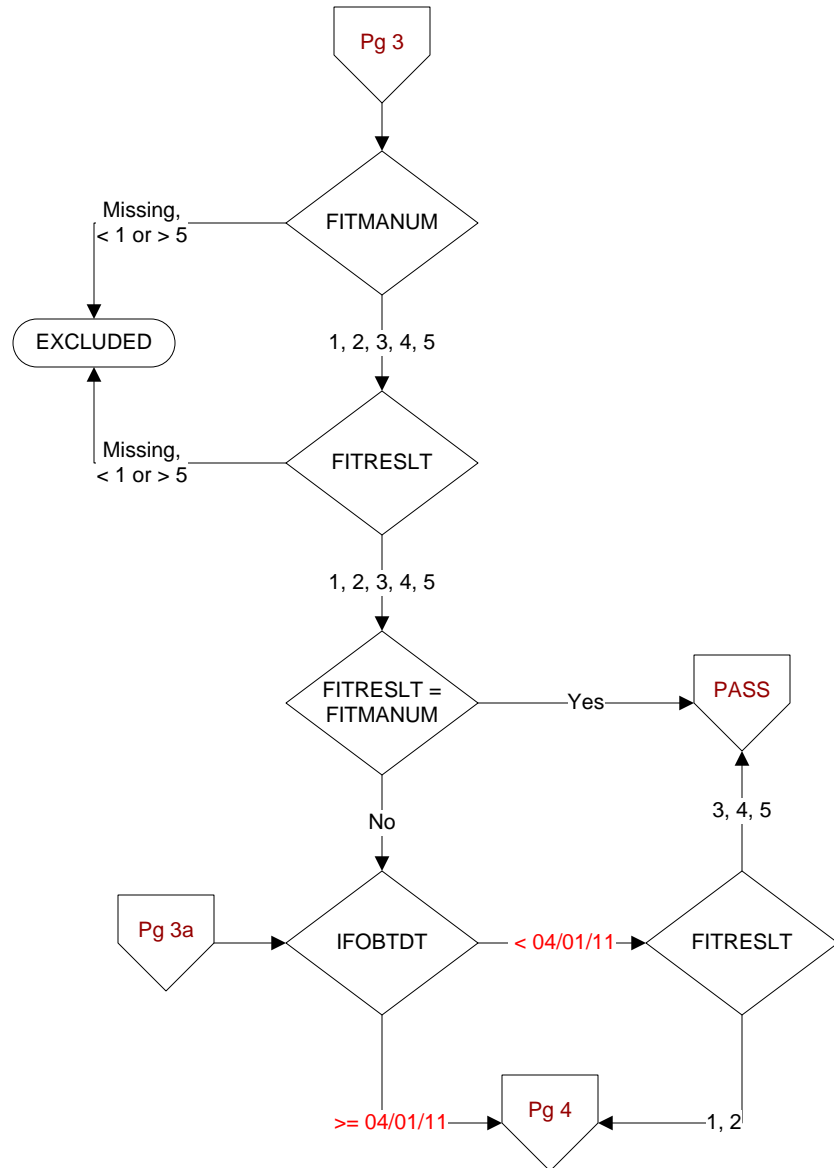 Pg 3
FITMANUM
Missing,
< 1 or > 5
EXCLUDED
1, 2, 3, 4, 5
FITRESLT
Missing,
< 1 or > 5
1, 2, 3, 4, 5
FITRESLT =
FITMANUM
Yes
PASS
No
3, 4, 5
Pg 3a
IFOBTDT
< 04/01/11
FITRESLT
>= 04/01/11
Pg 4
1, 2